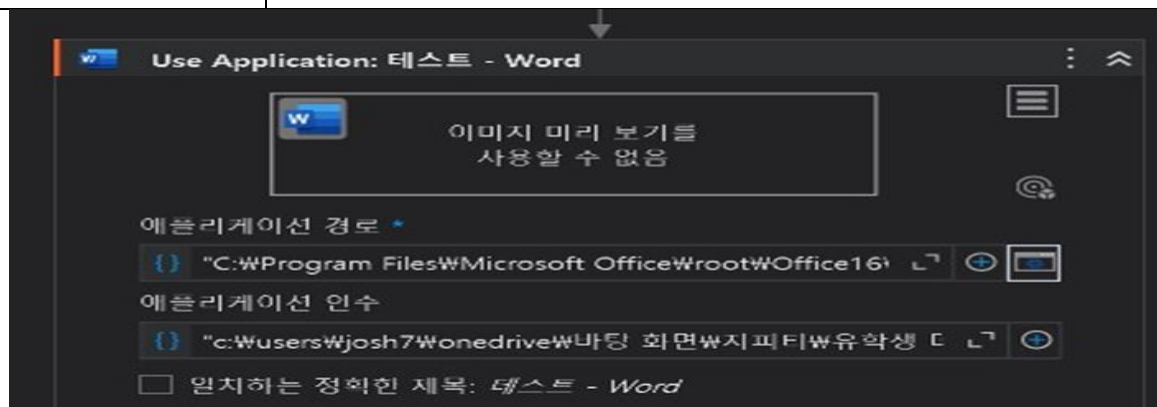 Use Application: 테스트 - Word
이미지 미리 보기를
사용할 수 없음
애플리케이션 경로 *
{} "C:₩Program Files₩Microsoft Office₩root₩Office16₩
애플리케이션 인수
{} "c:₩users₩josh7₩onedrive₩바탕 화면₩지피티₩유학생
일치하는 정확한 제목: 테스트 - Word